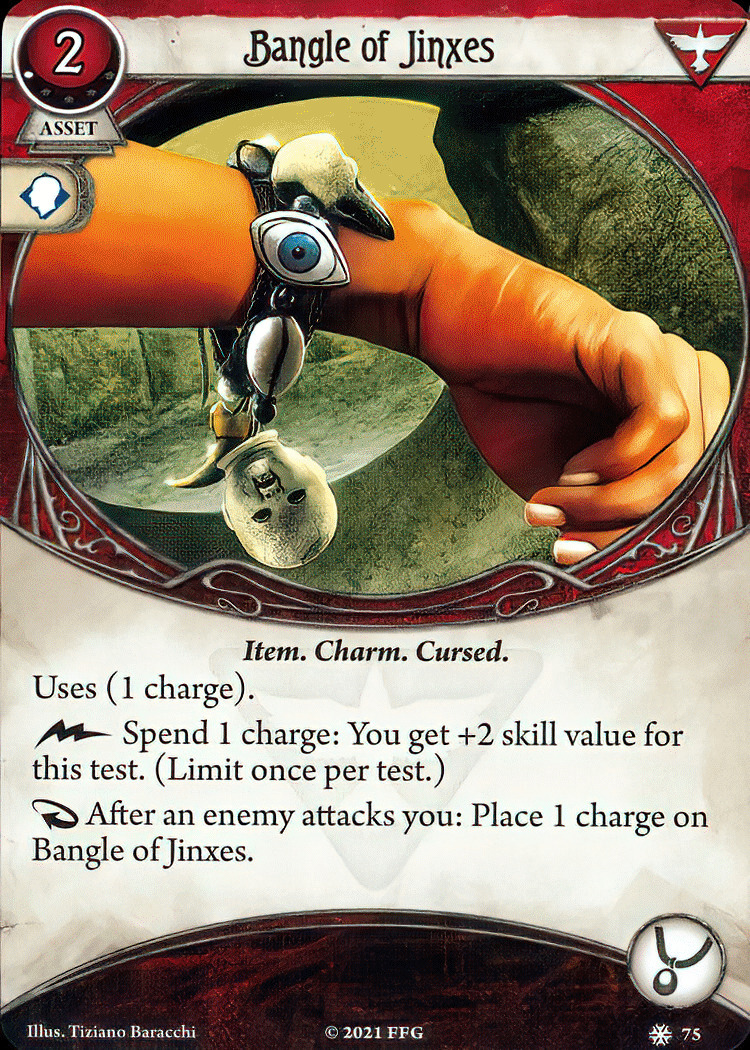 2
Bangle of Jinxes
ASSET
Item. Charm. Cursed.
Uses (1 charge).
Spend 1 charge: You get +2 skill value for
this test. (Limit once per test.)
After an enemy attacks you: Place 1 charge on
Bangle of Jinxes.
Illus. Tiziano Baracchi
© 2021 FFG
75